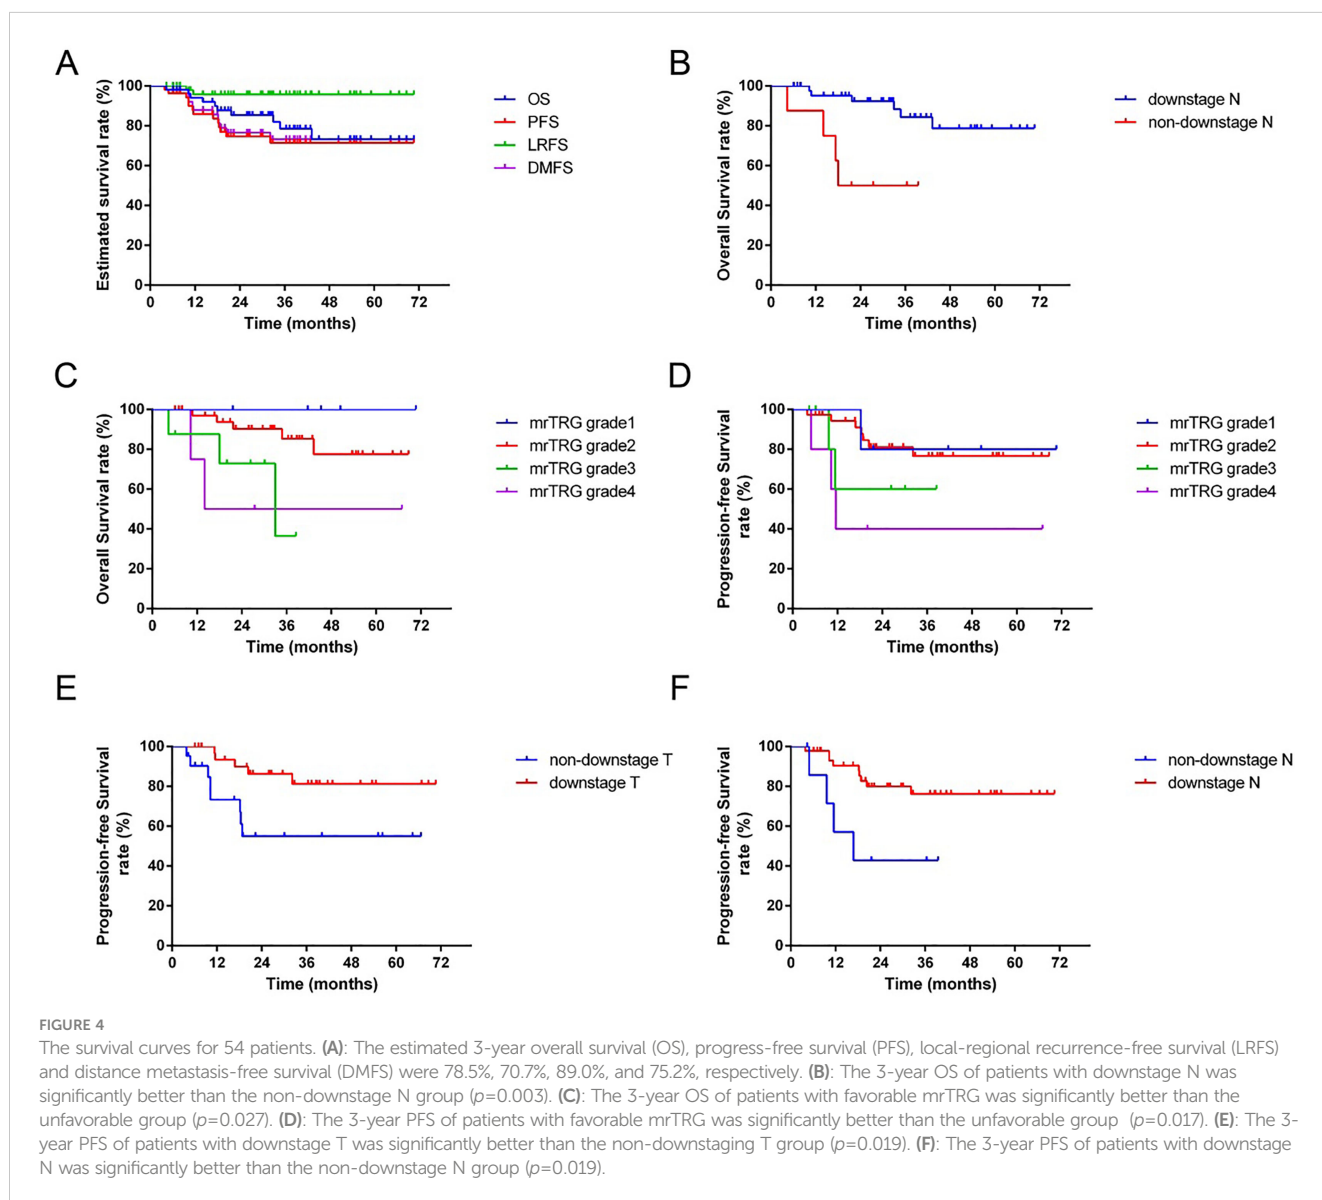 A
Estimated survival rate (%)
100
80
60
40
20
0
0 12 24 36 48 60 72
Time (months)
OS
PFS
LRFS
DMFS
B
Overall Survival rate (%)
100
80
60
40
20
0
0 12 24 36 48 60 72
Time (months)
downstage N
non-downstage N
C
Overall Survival rate (%)
100
80
60
40
20
0
0 12 24 36 48 60 72
Time (months)
mrTRG grade1
mrTRG grade2
mrTRG grade3
mrTRG grade4
D
Progression-free Survival
rate (%)
100
80
60
40
20
0
0 12 24 36 48 60 72
Time (months)
mrTRG grade1
mrTRG grade2
mrTRG grade3
mrTRG grade4
E
Progression-free Survival
rate (%)
100
80
60
40
20
0
0 12 24 36 48 60 72
Time (months)
non-downstage T
downstage T
F
Progression-free Survival
rate (%)
100
80
60
40
20
0
0 12 24 36 48 60 72
Time (months)
non-downstage N
downstage N
FIGURE 4
The survival curves for 54 patients. (A): The estimated 3-year overall survival (OS), progress-free survival (PFS), local-regional recurrence-free survival (LRFS)
and distance metastasis-free survival (DMFS) were 78.5%, 70.7%, 89.0%, and 75.2%, respectively. (B): The 3-year OS of patients with downstage N was
significantly better than the non-downstage N group (p=0.003). (C): The 3-year OS of patients with favorable mrTRG was significantly better than the
unfavorable group (p=0.027). (D): The 3-year PFS of patients with favorable mrTRG was significantly better than the unfavorable group (p=0.017). (E): The 3-
year PFS of patients with downstage T was significantly better than the non-downstaging T group (p=0.019). (F): The 3-year PFS of patients with downstage
N was significantly better than the non-downstage N group (p=0.019).